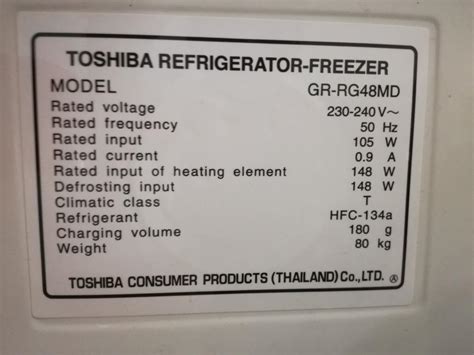 TOSHIBA REFRIGERATOR-FREEZER
MODEL GR-RG48MD
Rated voltage 230-240 V~
Rated frequency 50 Hz
Rated input 105 W
Rated current 0.9 A
Rated input of heating element 148 W
Defrosting input 148 W
Climatic class T
Refrigerant HFC-134a
Charging volume 180 g
Weight 80 kg
TOSHIBA CONSUMER PRODUCTS (THAILAND) Co., LTD. Ⓐ